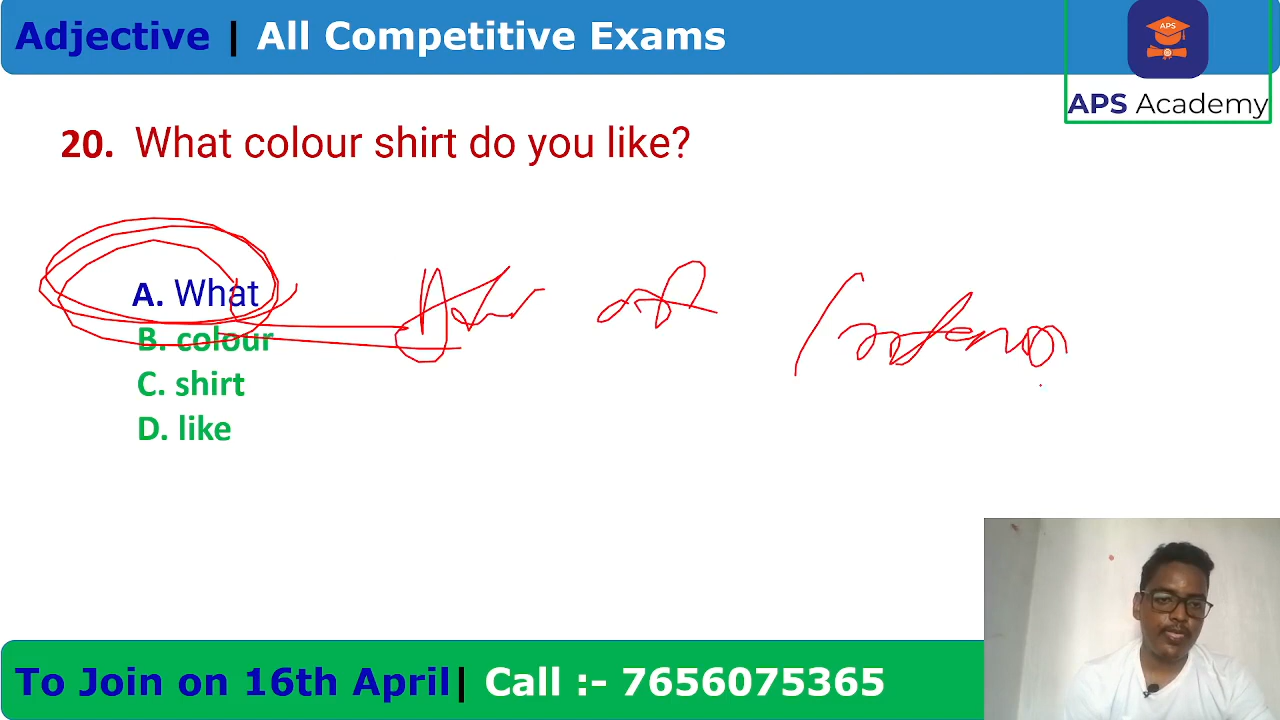 Adjective | All Competitive Exams
APS
APS Academy
20. What colour shirt do you like?
A. What
B. colour
C. shirt
D. like
To Join on 16th April| Call :- 7656075365